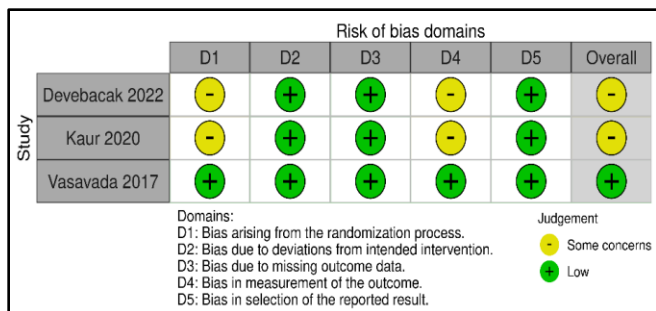 Risk of bias domains
D1 D2 D3 D4 D5 Overall
Study
Devebacak 2022 - + + - + -
Kaur 2020 - + + - + -
Vasavada 2017 + + + + + +
Domains:
D1: Bias arising from the randomization process.
D2: Bias due to deviations from intended intervention.
D3: Bias due to missing outcome data.
D4: Bias in measurement of the outcome.
D5: Bias in selection of the reported result.
Judgement
- Some concerns
+ Low